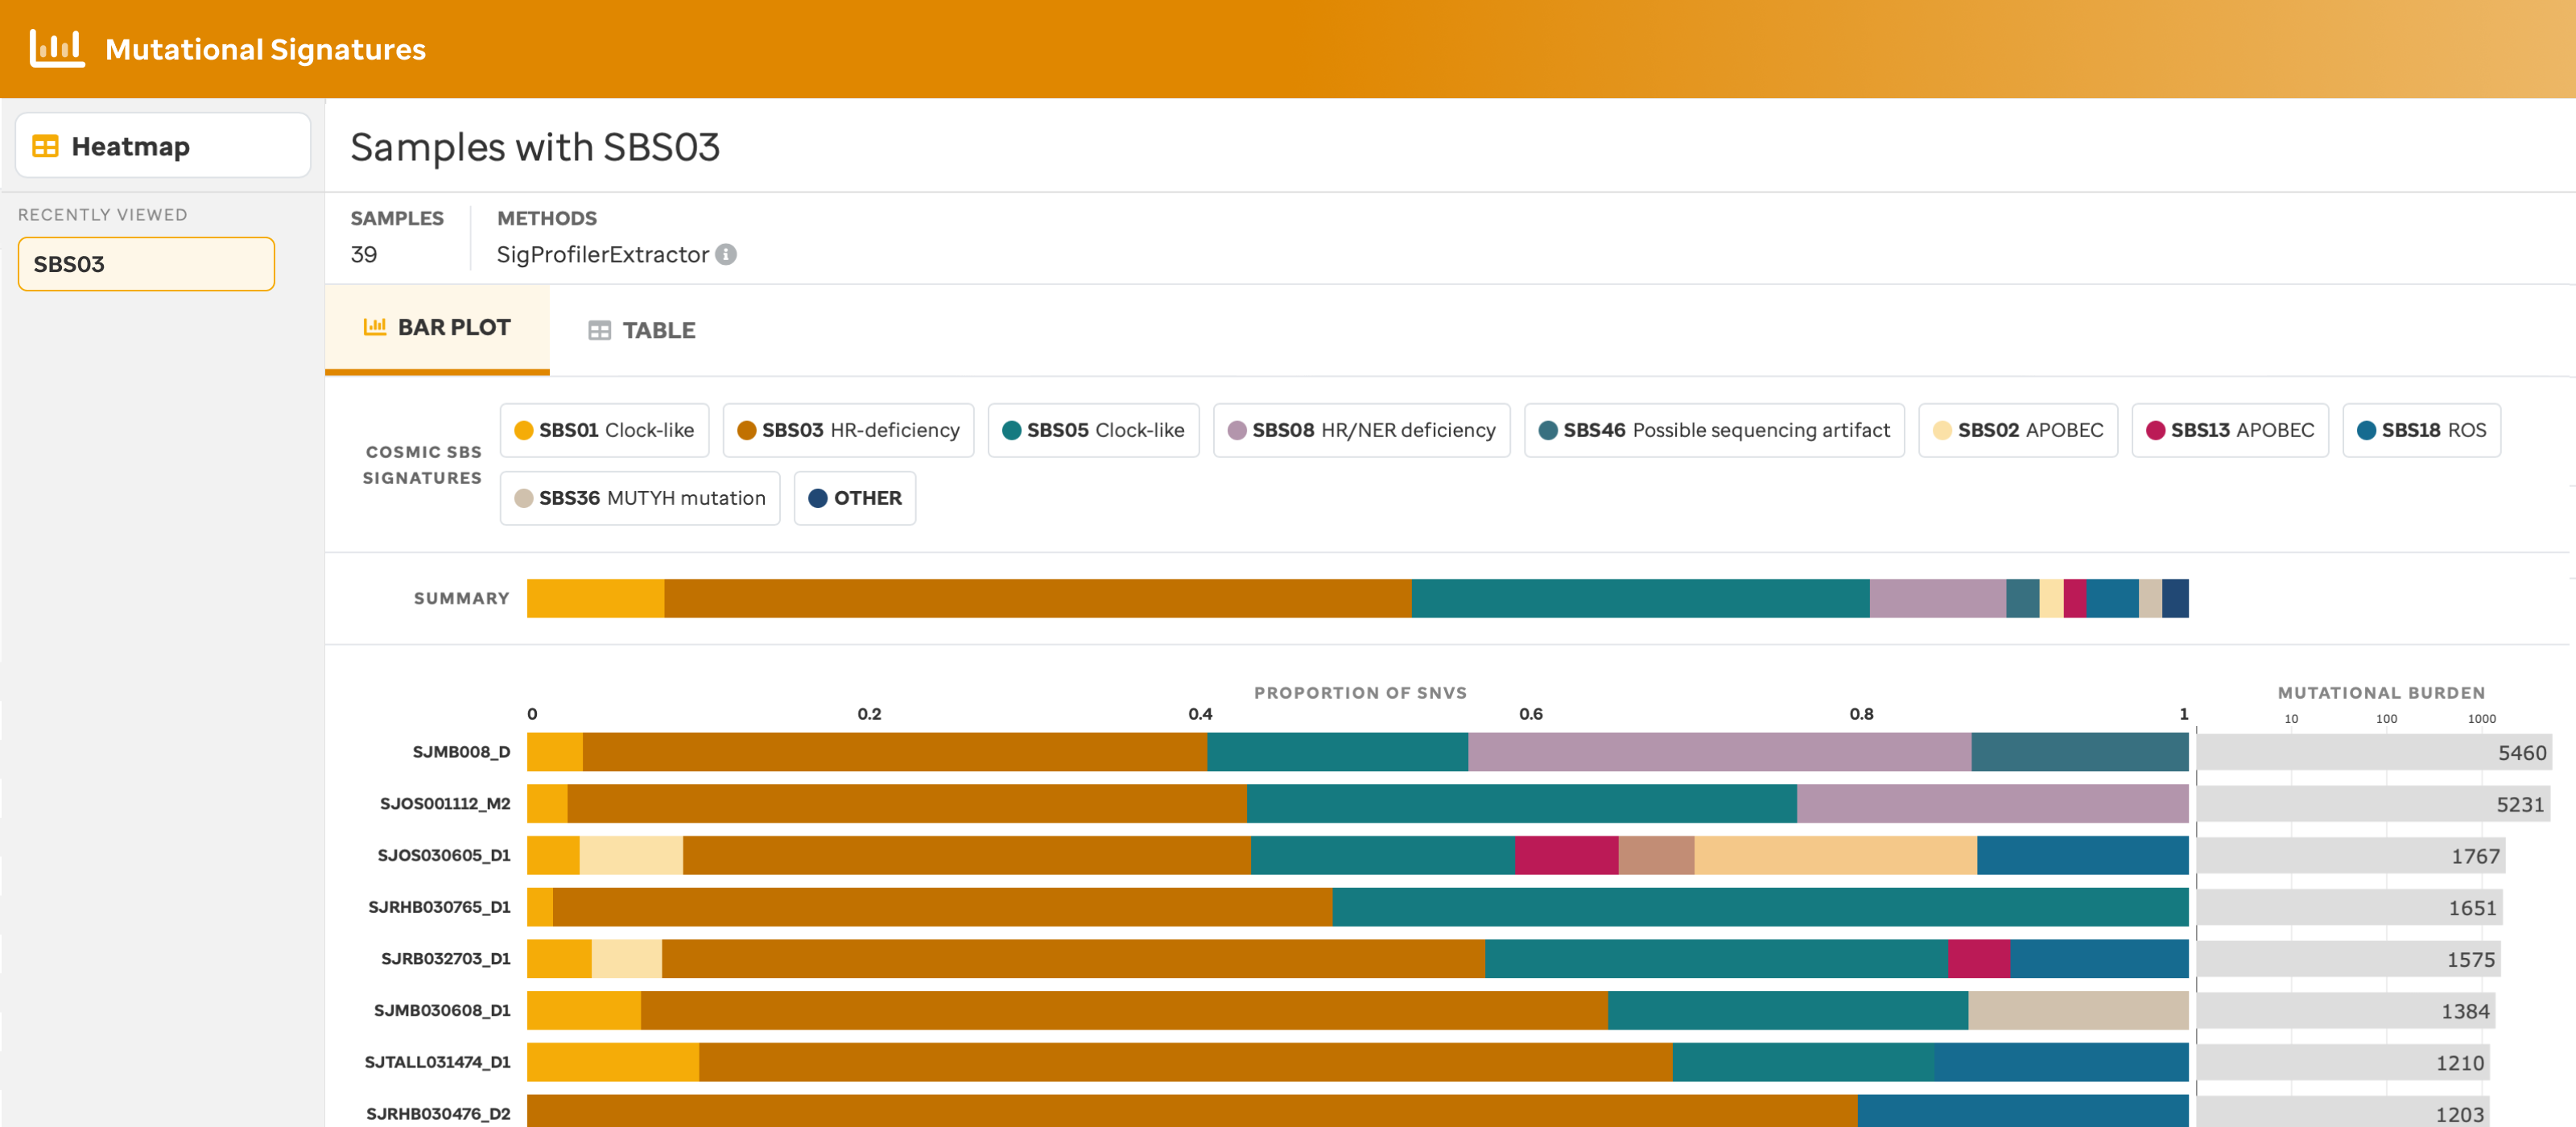 Mutational Signatures
Heatmap
RECENTLY VIEWED
SBS03
Samples with SBS03
SAMPLES
39
METHODS
SigProfilerExtractor
BAR PLOT
TABLE
COSMIC SBS
SIGNATURES
SBS01 Clock-like
SBS03 HR-deficiency
SBS05 Clock-like
SBS08 HR/NER deficiency
SBS46 Possible sequencing artifact
SBS02 APOBEC
SBS13 APOBEC
SBS18 ROS
SBS36 MUTYH mutation
OTHER
SUMMARY
PROPORTION OF SNVS
MUTATIONAL BURDEN
0 0.2 0.4 0.6 0.8 1
10 100 1000
SJMB008_D 5460
SJOS001112_M2 5231
SJOS030605_D1 1767
SJRHB030765_D1 1651
SJRB032703_D1 1575
SJMB030608_D1 1384
SJTALL031474_D1 1210
SJRHB030476_D2 1203